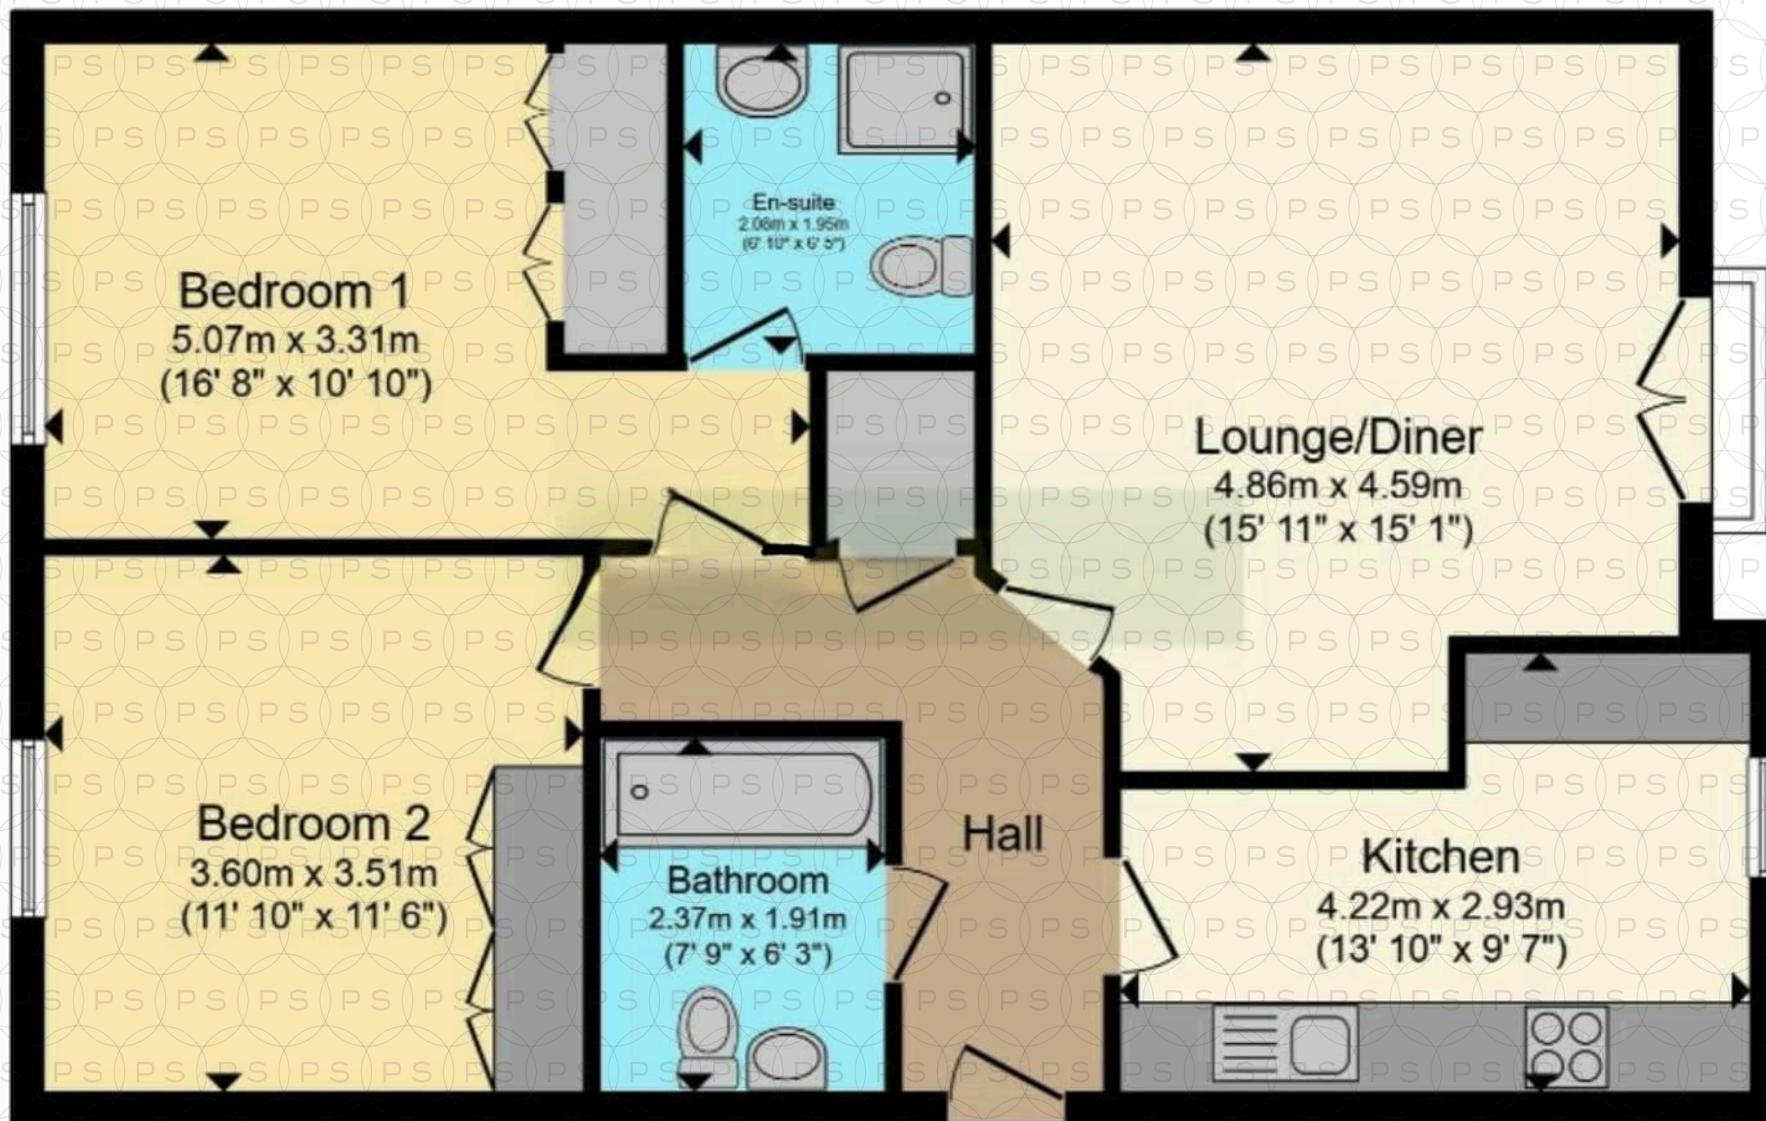 Bedroom 1
5.07m x 3.31m
(16' 8" x 10' 10")
En-suite
2.08m x 1.95m
(6' 10" x 6' 5")
Lounge/Diner
4.86m x 4.59m
(15' 11" x 15' 1")
Bedroom 2
3.60m x 3.51m
(11' 10" x 11' 6")
Bathroom
2.37m x 1.91m
(7' 9" x 6' 3")
Hall
Kitchen
4.22m x 2.93m
(13' 10" x 9' 7")